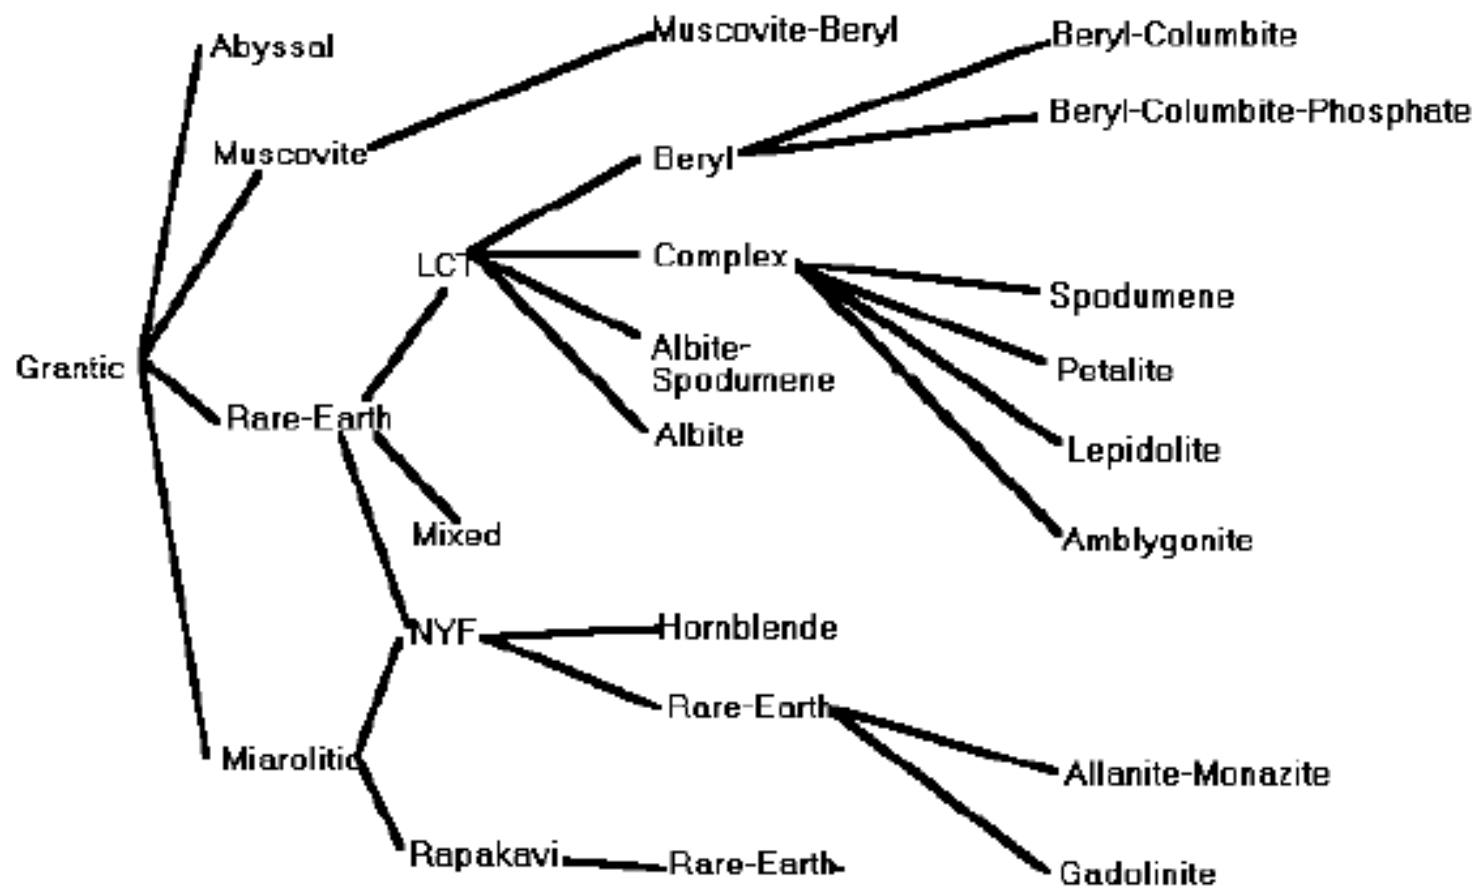 Abyssal
Muscovite-Beryl
Beryl-Columbite
Beryl-Columbite-Phosphate
Muscovite
Beryl
LCT
Complex
Spodumene
Albite-
Spodumene
Petalite
Grantic
Rare-Earth
Albite
Lepidolite
Mixed
Amblygonite
NYF
Hornblende
Rare-Earth
Miarolitic
Allanite-Monazite
Rapakavi
Rare-Earth
Gadolinite